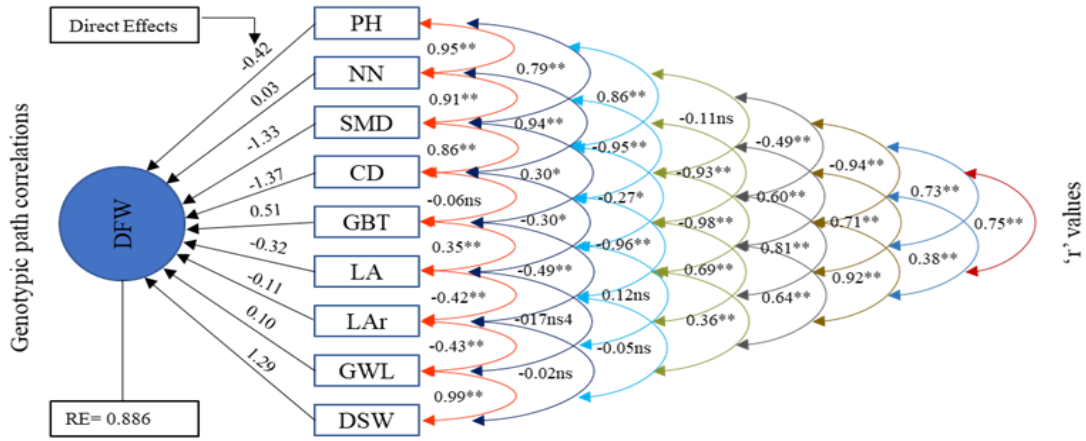 Direct Effects
Genotypic path correlations
DFW
RE= 0.886
-0.42
0.03
-1.33
-1.37
0.51
-0.32
-0.11
0.10
1.29
PH
NN
SMD
CD
GBT
LA
LAr
GWL
DSW
0.95**
0.91**
0.86**
-0.06ns
0.35**
-0.42**
-0.43**
0.99**
0.79**
0.94**
0.30*
-0.30*
-0.49**
-017ns4
-0.02ns
0.86**
-0.95**
-0.27*
-0.96**
0.12ns
-0.05ns
-0.11ns
-0.93**
-0.98**
0.69**
0.36**
-0.49**
0.60**
0.81**
0.64**
-0.94**
0.71**
0.92**
0.73**
0.38**
0.75**
'r' values